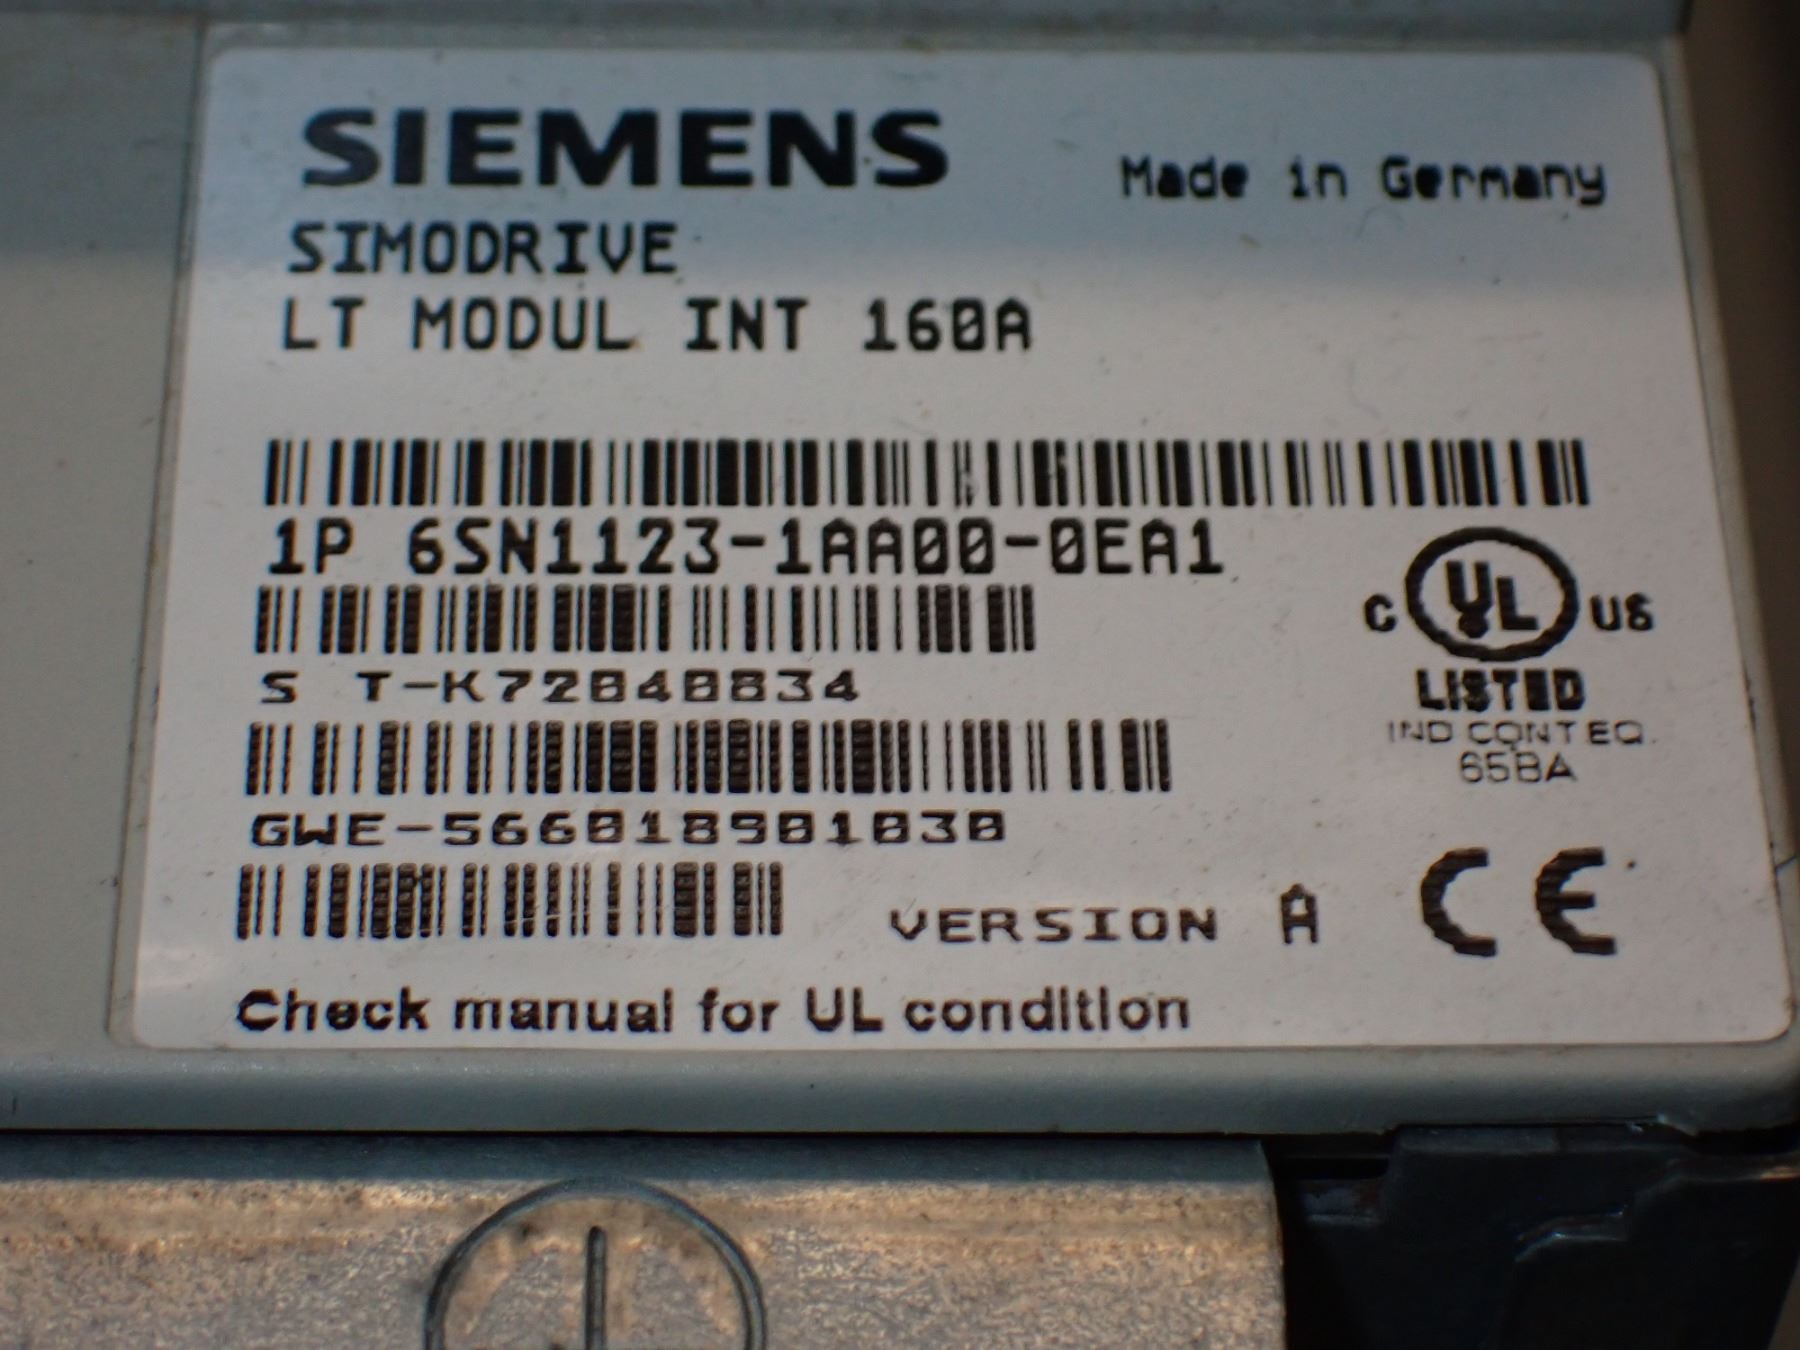 SIEMENS
Made in Germany
SIMODRIVE
LT MODUL INT 160A
1P 6SN1123-1AA00-0EA1
S T-K72040834
GWE-566018901030
VERSION A
C UL US
LISTED
IND CONT EQ.
65BA
CE
Check manual for UL condition